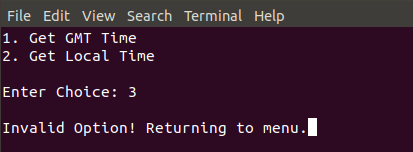 File Edit View Search Terminal Help
1. Get GMT Time
2. Get Local Time
Enter Choice: 3
Invalid Option! Returning to menu.